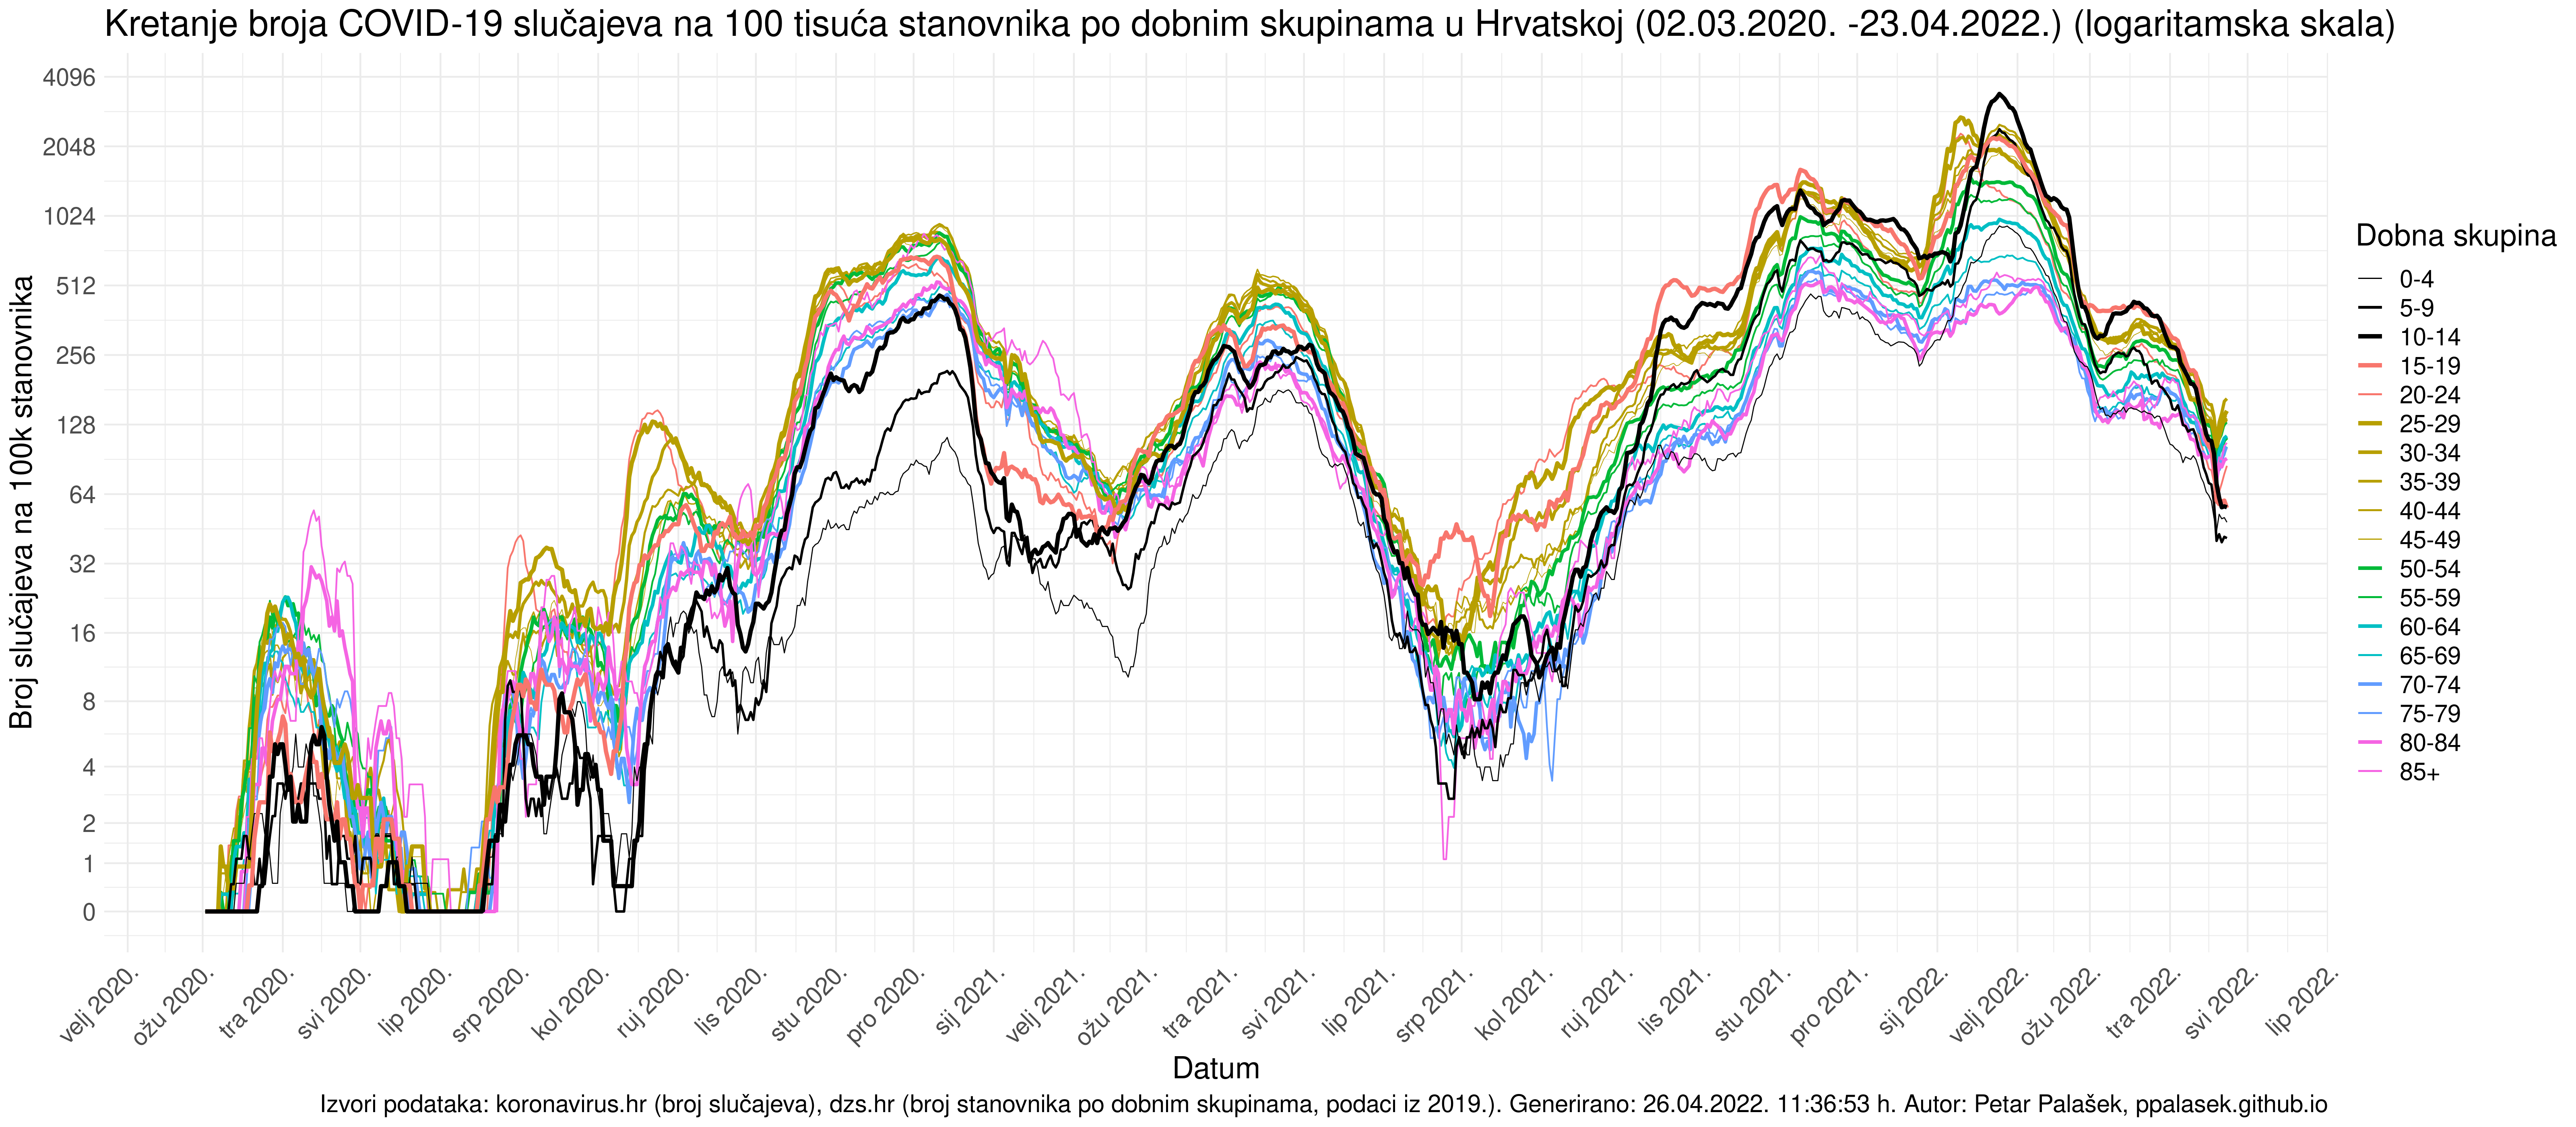 Kretanje broja COVID-19 slučajeva na 100 tisuća stanovnika po dobnim skupinama u Hrvatskoj (02.03.2020. -23.04.2022.) (logaritamska skala)
Broj slučajeva na 100k stanovnika
4096
2048
1024
512
256
128
64
32
16
8
4
2
1
0
velj 2020.
ožu 2020.
tra 2020.
svi 2020.
lip 2020.
srp 2020.
kol 2020.
ruj 2020.
lis 2020.
stu 2020.
pro 2020.
sij 2021.
velj 2021.
ožu 2021.
tra 2021.
svi 2021.
lip 2021.
srp 2021.
kol 2021.
ruj 2021.
lis 2021.
stu 2021.
pro 2021.
sij 2022.
velj 2022.
ožu 2022.
tra 2022.
svi 2022.
lip 2022.
Datum
Dobna skupina
0-4
5-9
10-14
15-19
20-24
25-29
30-34
35-39
40-44
45-49
50-54
55-59
60-64
65-69
70-74
75-79
80-84
85+
Izvori podataka: koronavirus.hr (broj slučajeva), dzs.hr (broj stanovnika po dobnim skupinama, podaci iz 2019.). Generirano: 26.04.2022. 11:36:53 h. Autor: Petar Palašek, ppalasek.github.io